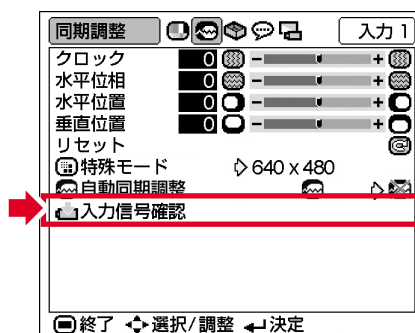 同期調整 入力 1
クロック 0 - +
水平位相 0 - +
水平位置 0 - +
垂直位置 0 - +
リセット
特殊モード 640 x 480
自動同期調整
入力信号確認
終了 選択/調整 決定